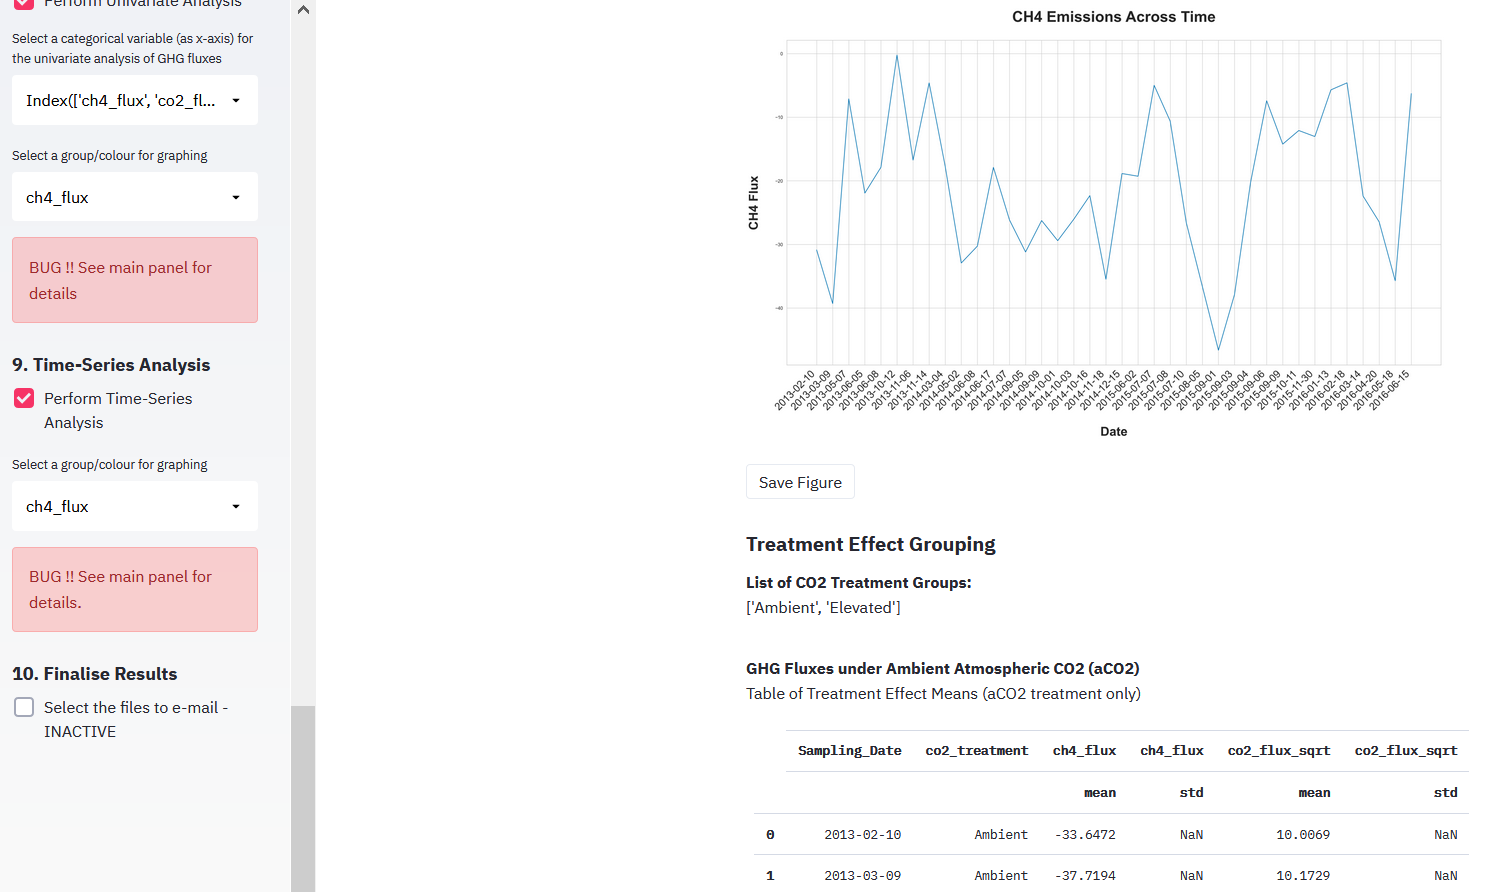 Perform Univariate Analysis
Select a categorical variable (as x-axis) for
the univariate analysis of GHG fluxes
Index(['ch4_flux', 'co2_fl...
Select a group/colour for graphing
ch4_flux
BUG !! See main panel for
details
9. Time-Series Analysis
Perform Time-Series
Analysis
Select a group/colour for graphing
ch4_flux
BUG !! See main panel for
details.
10. Finalise Results
Select the files to e-mail -
INACTIVE
CH4 Emissions Across Time
CH4 Flux
0
-10
-20
-30
-40
2013-02-10
2013-03-09
2013-05-07
2013-06-05
2013-06-08
2013-10-12
2013-11-06
2013-11-14
2014-03-04
2014-05-02
2014-06-08
2014-06-17
2014-07-07
2014-09-05
2014-09-09
2014-10-01
2014-10-03
2014-10-16
2014-11-18
2014-12-15
2015-06-02
2015-07-07
2015-07-08
2015-07-10
2015-08-05
2015-09-01
2015-09-03
2015-09-04
2015-09-06
2015-09-09
2015-10-11
2015-11-30
2016-01-13
2016-02-18
2016-03-14
2016-04-20
2016-05-18
2016-06-15
Date
Save Figure
Treatment Effect Grouping
List of CO2 Treatment Groups:
['Ambient', 'Elevated']
GHG Fluxes under Ambient Atmospheric CO2 (aCO2)
Table of Treatment Effect Means (aCO2 treatment only)
Sampling_Date co2_treatment ch4_flux ch4_flux co2_flux_sqrt co2_flux_sqrt
mean std mean std
0 2013-02-10 Ambient -33.6472 NaN 10.0069 NaN
1 2013-03-09 Ambient -37.7194 NaN 10.1729 NaN